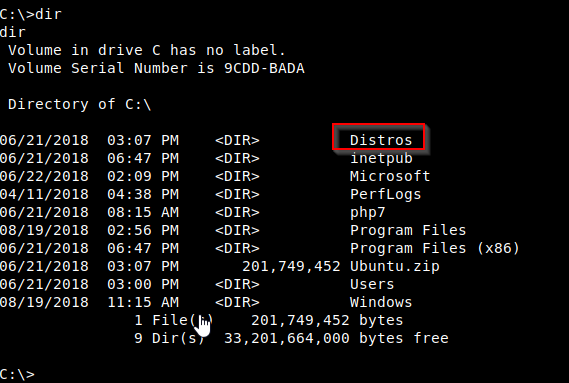 C:\>dir
dir
 Volume in drive C has no label.
 Volume Serial Number is 9CDD-BADA

 Directory of C:\

06/21/2018  03:07 PM    <DIR>          Distros
06/21/2018  06:47 PM    <DIR>          inetpub
06/22/2018  02:09 PM    <DIR>          Microsoft
04/11/2018  04:38 PM    <DIR>          PerfLogs
06/21/2018  08:15 AM    <DIR>          php7
08/19/2018  02:56 PM    <DIR>          Program Files
06/21/2018  06:47 PM    <DIR>          Program Files (x86)
06/21/2018  03:07 PM       201,749,452 Ubuntu.zip
06/21/2018  03:00 PM    <DIR>          Users
08/19/2018  11:15 AM    <DIR>          Windows
               1 File(s)    201,749,452 bytes
               9 Dir(s)  33,201,664,000 bytes free

C:\>